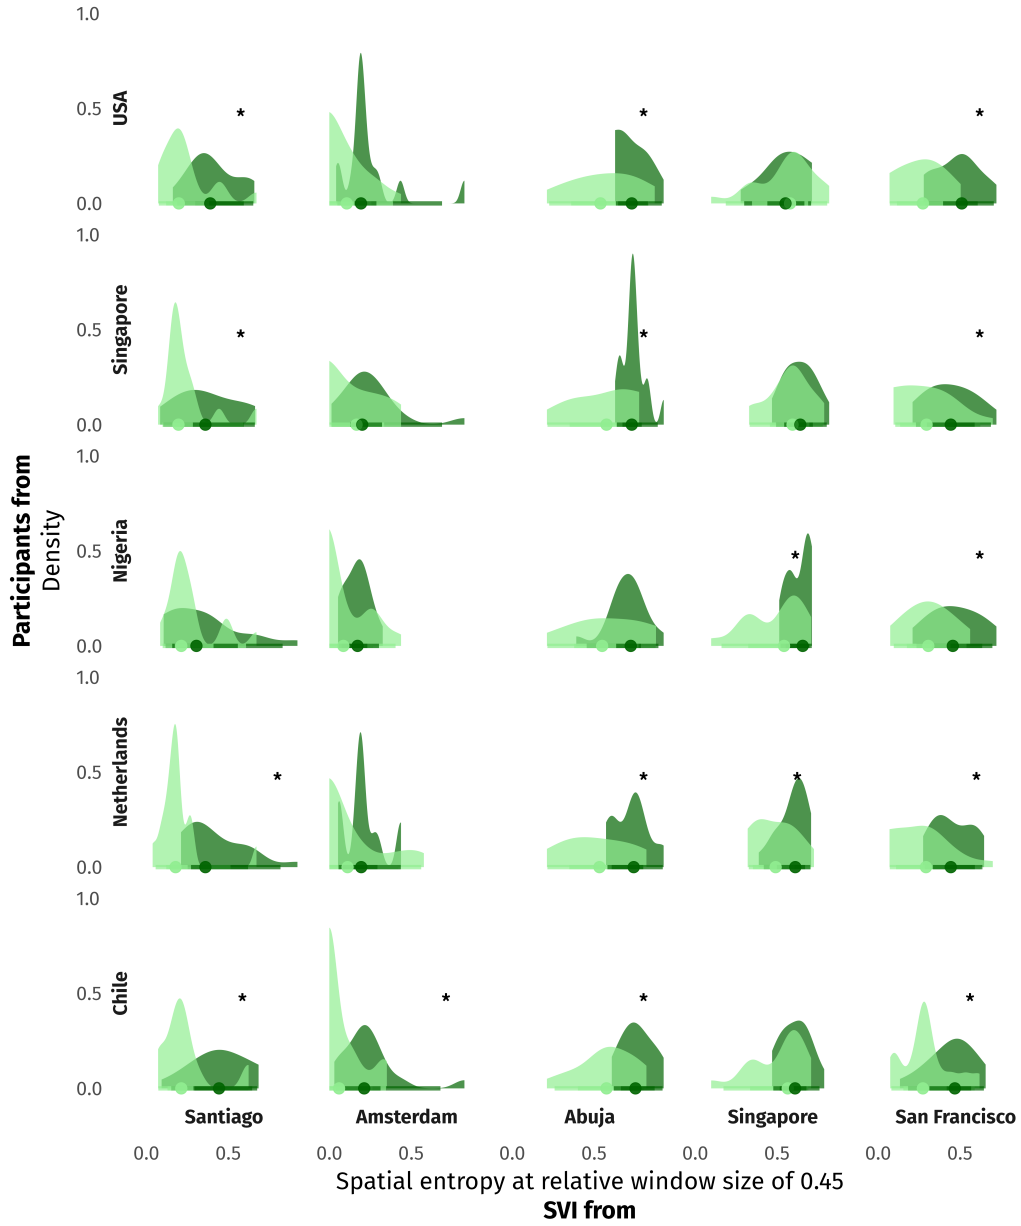 1.0
0.5
0.0
USA
*
*
*
1.0
0.5
0.0
Singapore
*
*
*
1.0
0.5
0.0
Nigeria
*
*
1.0
0.5
0.0
Netherlands
*
*
*
*
1.0
0.5
0.0
Chile
*
*
*
*
Participants from
Density
Santiago Amsterdam Abuja Singapore San Francisco
0.0 0.5 0.0 0.5 0.0 0.5 0.0 0.5 0.0 0.5
Spatial entropy at relative window size of 0.45
SVI from